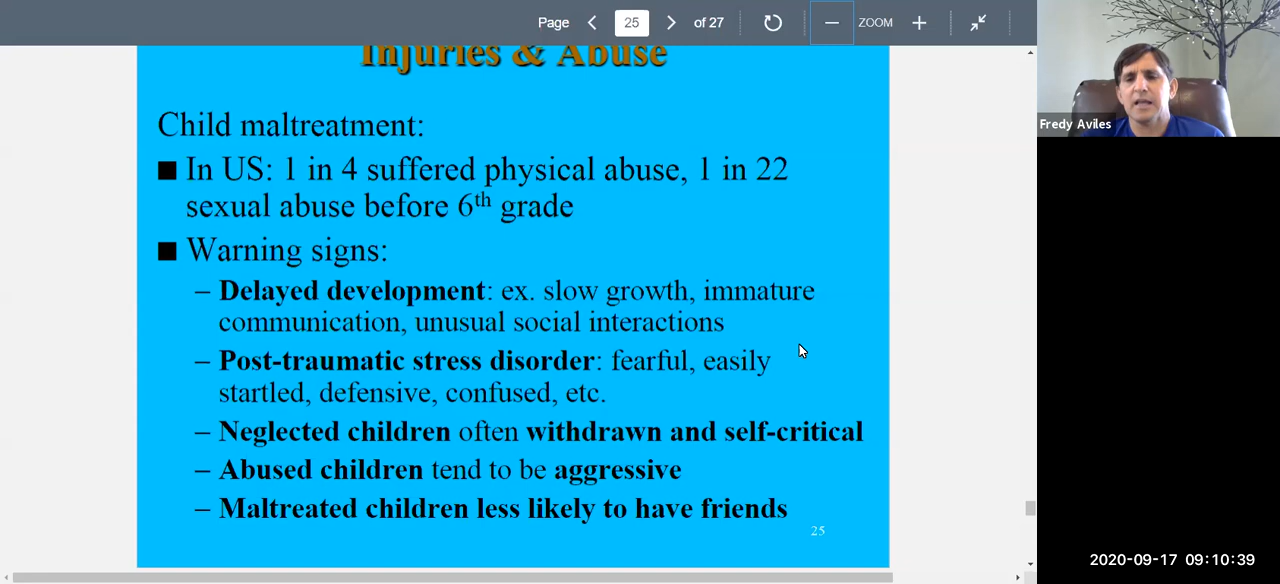 Page 25 of 27 ZOOM
Injuries & Abuse
Child maltreatment:
■ In US: 1 in 4 suffered physical abuse, 1 in 22
sexual abuse before 6th grade
■ Warning signs:
– Delayed development: ex. slow growth, immature
communication, unusual social interactions
– Post-traumatic stress disorder: fearful, easily
startled, defensive, confused, etc.
– Neglected children often withdrawn and self-critical
– Abused children tend to be aggressive
– Maltreated children less likely to have friends
25
Fredy Aviles
2020-09-17 09:10:39